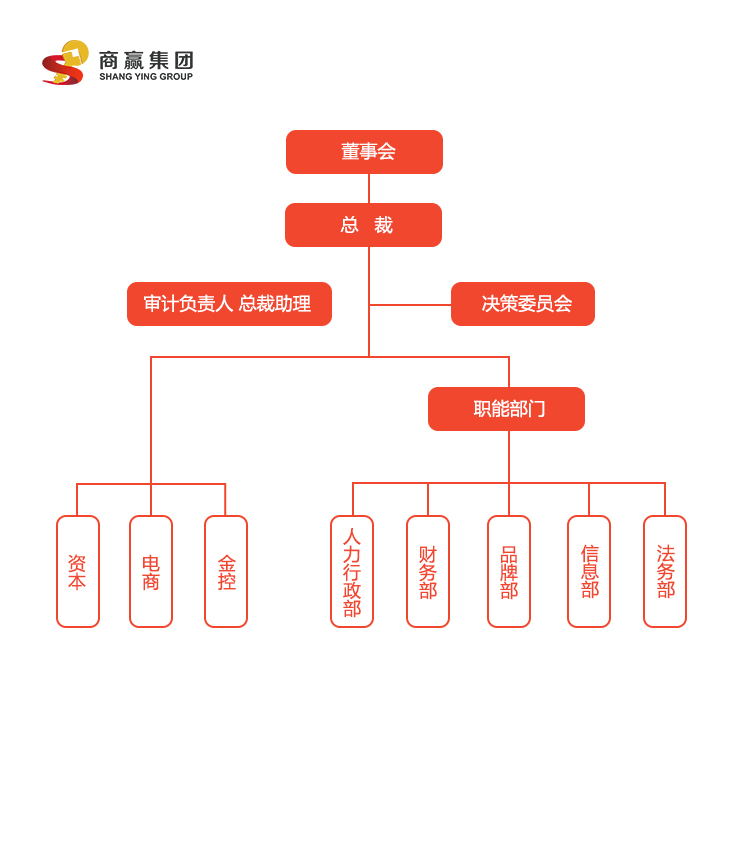 商赢集团
SHANG YING GROUP
董事会
总 裁
审计负责人 总裁助理
决策委员会
职能部门
资本
电商
金控
人力行政部
财务部
品牌部
信息部
法务部